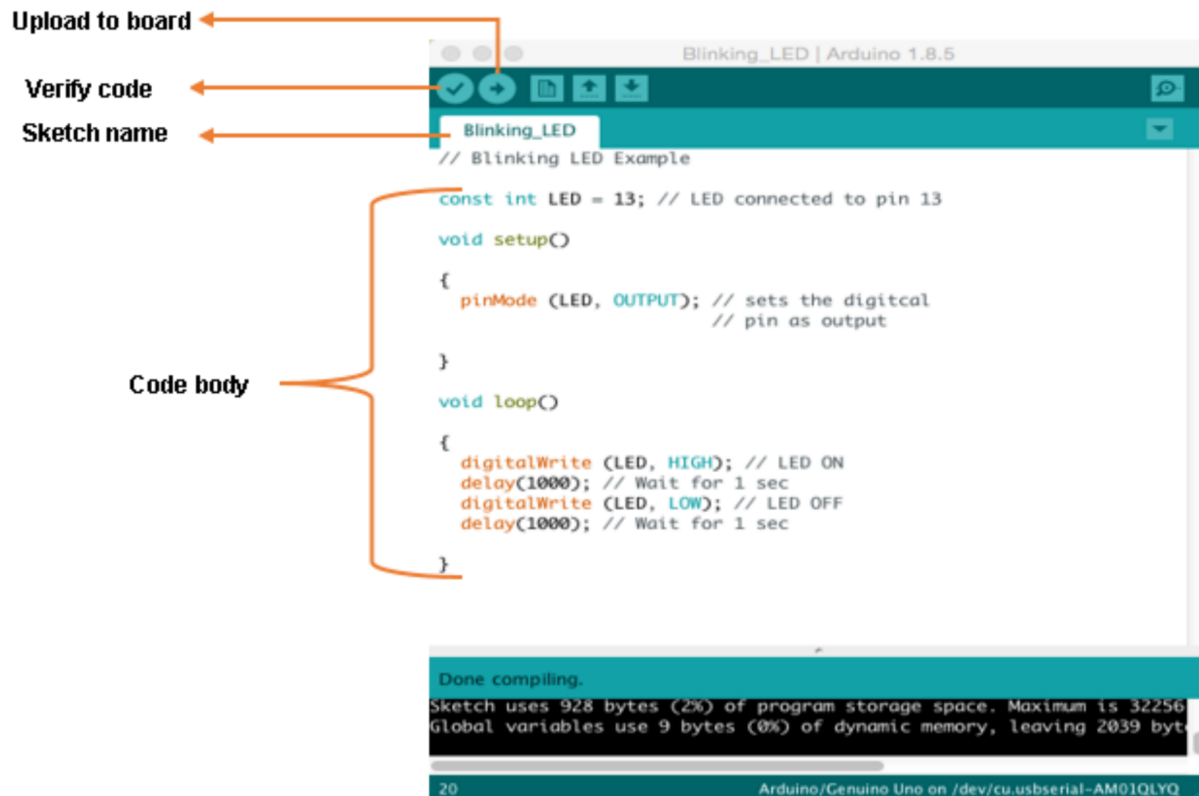 Upload to board
Blinking_LED | Arduino 1.8.5
Verify code
Sketch name
Blinking_LED
// Blinking LED Example
const int LED = 13; // LED connected to pin 13
void setup()
{
pinMode (LED, OUTPUT); // sets the digitcal
// pin as output
}
Code body
void loop()
{
digitalWrite (LED, HIGH); // LED ON
delay(1000); // Wait for 1 sec
digitalWrite (LED, LOW); // LED OFF
delay(1000); // Wait for 1 sec
}
Done compiling.
Sketch uses 928 bytes (2%) of program storage space. Maximum is 32256
Global variables use 9 bytes (0%) of dynamic memory, leaving 2039 byt
20 Arduino/Genuino Uno on /dev/cu.usbserial-AM01QLYQ